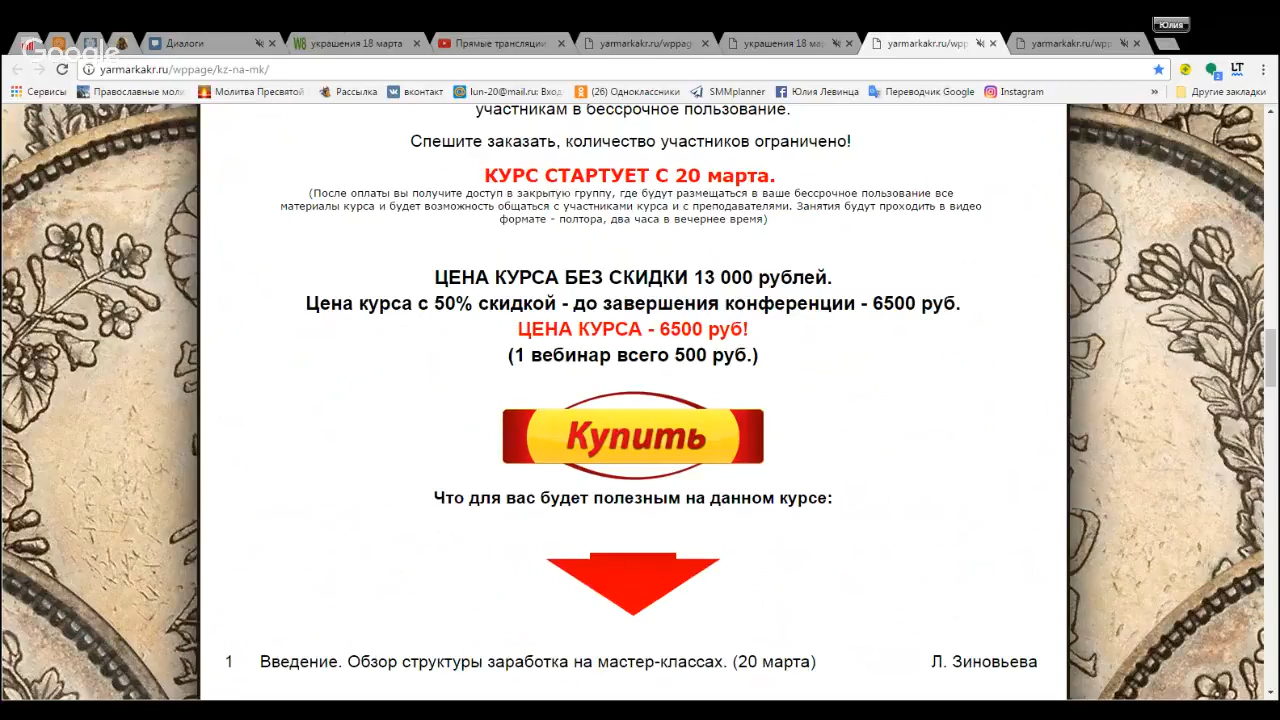 Юлия
Google
Диалоги
украшения 18 марта
Прямые трансляции
yarmarkakr.ru/wppage
украшения 18 ма
yarmarkakr.ru/wpp
yarmarkakr.ru/wpp
yarmarkakr.ru/wppage/kz-na-mk/
LT
Сервисы
Православные моли
Молитва Пресвятой
Рассылка
вконтакт
lun-20@mail.ru: Вход
(26) Одноклассники
SMMplanner
Юлия Левинца
Переводчик Google
Instagram
»
Другие закладки
участникам в бессрочное пользование.
Спешите заказать, количество участников ограничено!
КУРС СТАРТУЕТ С 20 марта.
(После оплаты вы получите доступ в закрытую группу, где будут размещаться в ваше бессрочное пользование все
материалы курса и будет возможность общаться с участниками курса и с преподавателями. Занятия будут проходить в видео
формате - полтора, два часа в вечернее время)
ЦЕНА КУРСА БЕЗ СКИДКИ 13 000 рублей.
Цена курса с 50% скидкой - до завершения конференции - 6500 руб.
ЦЕНА КУРСА - 6500 руб!
(1 вебинар всего 500 руб.)
Купить
Что для вас будет полезным на данном курсе:
1 Введение. Обзор структуры заработка на мастер-классах. (20 марта) Л. Зиновьева